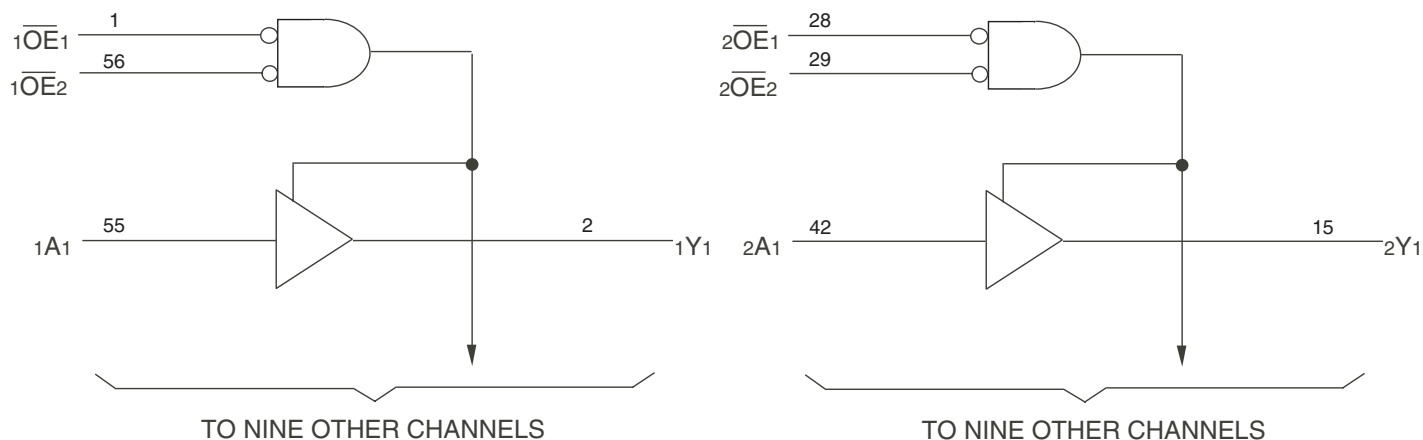 1OE1 1
1OE2 56
1A1 55 2 1Y1
TO NINE OTHER CHANNELS
2OE1 28
2OE2 29
2A1 42 15 2Y1
TO NINE OTHER CHANNELS